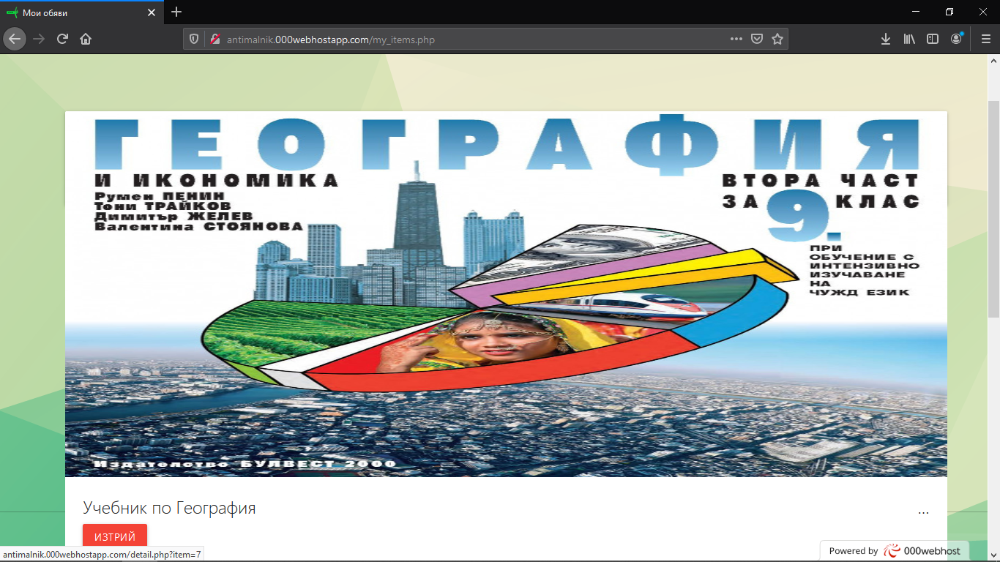 Мои обяви
antimalnik.000webhostapp.com/my_items.php
ГЕОГРАФИЯ
И ИКОНОМИКА
Румен ПЕНИН
Тони ТРАЙКОВ
Димитър ЖЕЛЕВ
Валентина СТОЯНОВА
ВТОРА ЧАСТ
ЗА 9. КЛАС
ПРИ
ОБУЧЕНИЕ С
ИНТЕНЗИВНО
ИЗУЧАВАНЕ
НА
ЧУЖД ЕЗИК
Издателство БУЛВЕСТ 2000
Учебник по География
...
ИЗТРИЙ
antimalnik.000webhostapp.com/detail.php?item=7
Powered by 000webhost